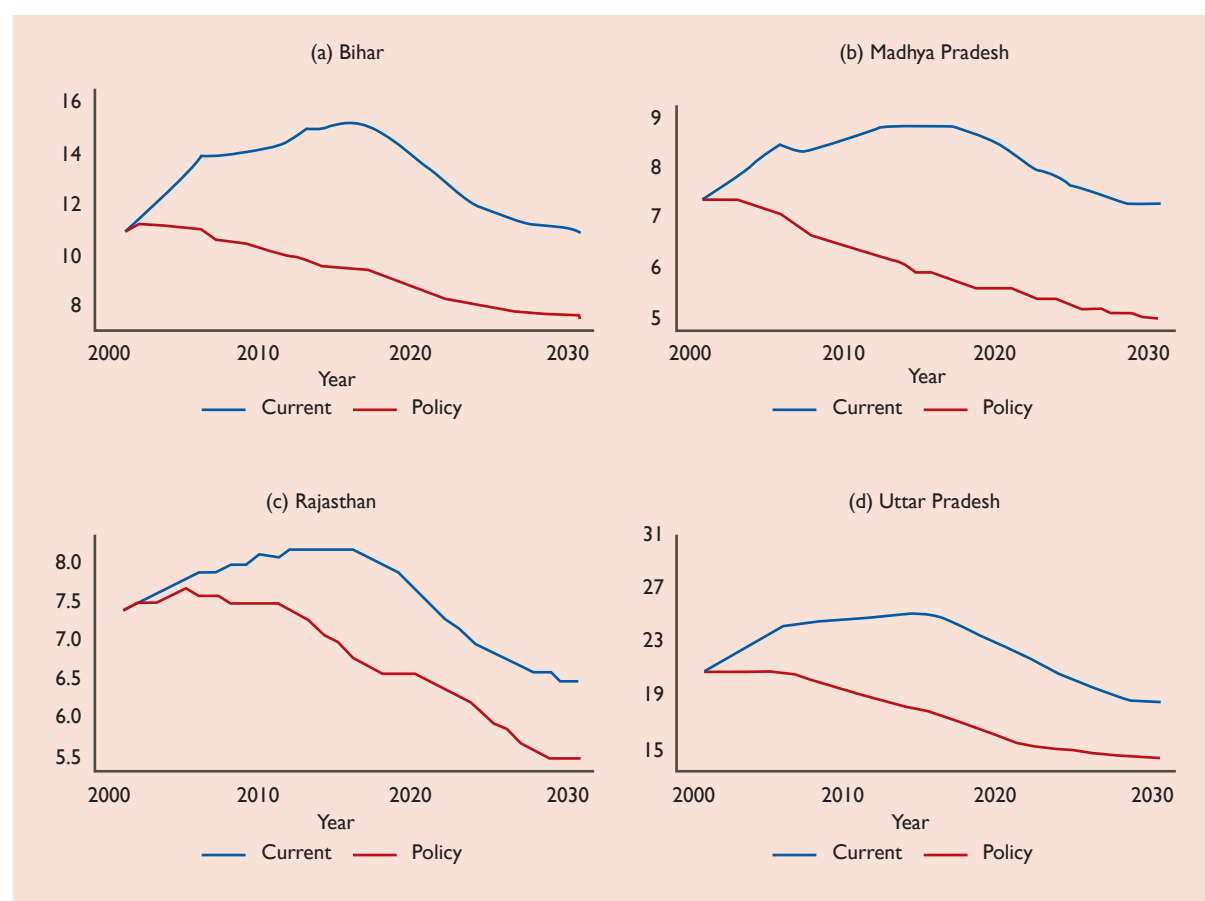 (a) Bihar
16
14
12
10
8
2000 2010 2020 2030
Year
Current Policy
(b) Madhya Pradesh
9
8
7
6
5
2000 2010 2020 2030
Year
Current Policy
(c) Rajasthan
8.0
7.5
7.0
6.5
6.0
5.5
2000 2010 2020 2030
Year
Current Policy
(d) Uttar Pradesh
31
27
23
19
15
2000 2010 2020 2030
Year
Current Policy